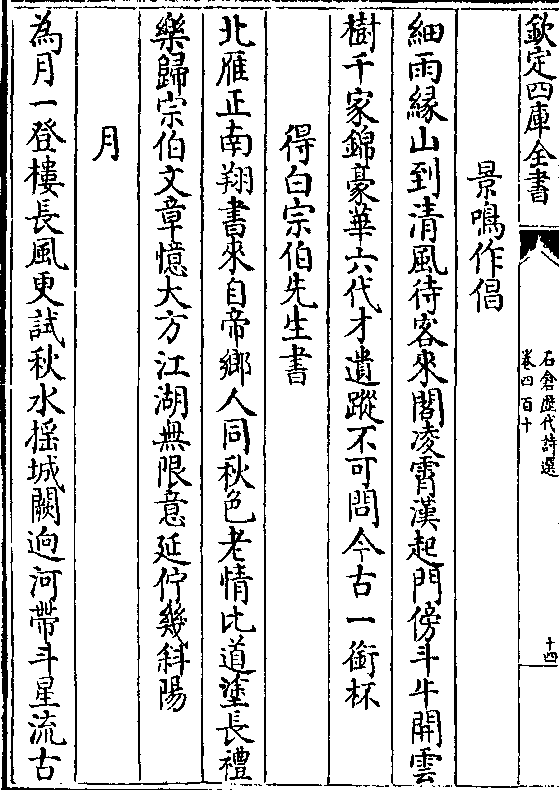 欽定四庫全書
石倉歴代詩選
卷四百十
十四
景鳴作倡
細雨緣山到清風待客來閣凌霄漢起門傍斗牛開雲
樹千家錦豪華六代才遺蹤不可問今古一銜杯
得白宗伯先生書
北雁正南翔書來自帝鄉人同秋色老情比道塗長禮
樂歸宗伯文章憶大方江湖無限意延佇幾斜陽
月
為月一登樓長風更試秋水揺城闕逈河帶斗星流古